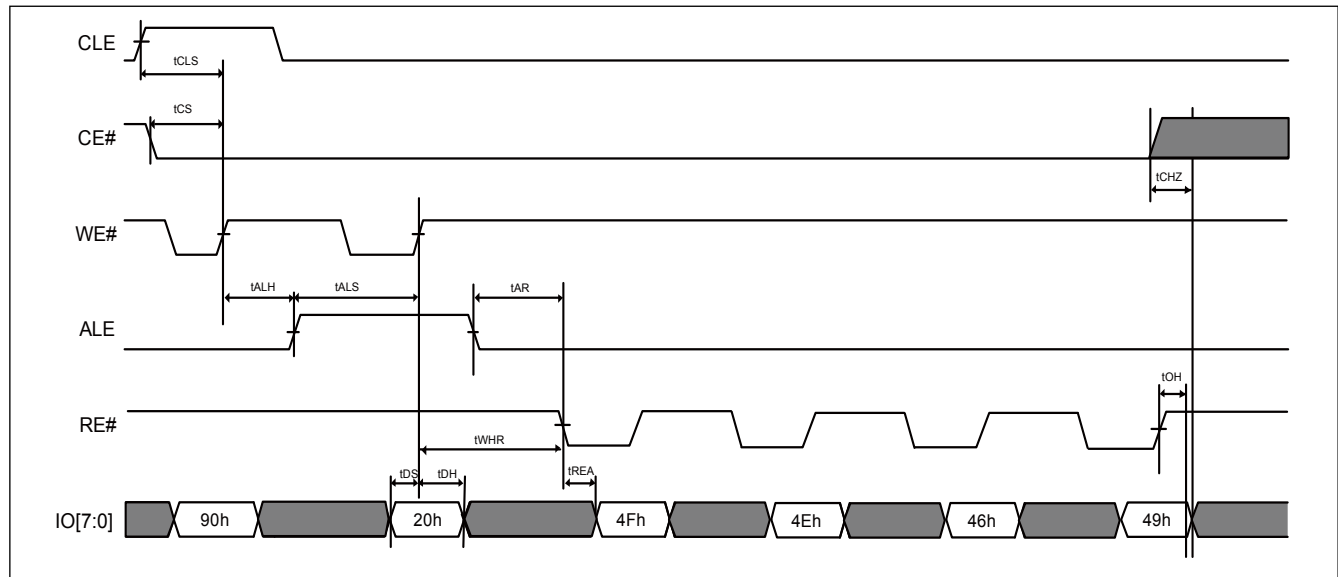 CLE
tCLS
tCS
CE#
tCHZ
WE#
tALH tALS tAR
ALE
tOH
RE#
tWHR
tDS tDH tREA
IO[7:0] 90h 20h 4Fh 4Eh 46h 49h